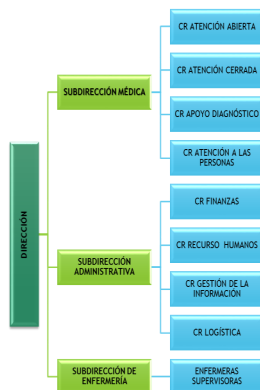 DIRECCIÓN
SUBDIRECCIÓN MÉDICA
CR ATENCIÓN ABIERTA
CR ATENCIÓN CERRADA
CR APOYO DIAGNÓSTICO
CR ATENCIÓN A LAS
PERSONAS
SUBDIRECCIÓN
ADMINISTRATIVA
CR FINANZAS
CR RECURSO HUMANOS
CR GESTIÓN DE LA
INFORMACIÓN
CR LOGÍSTICA
SUBDIRECCIÓN DE
ENFERMERÍA
ENFERMERAS
SUPERVISORAS